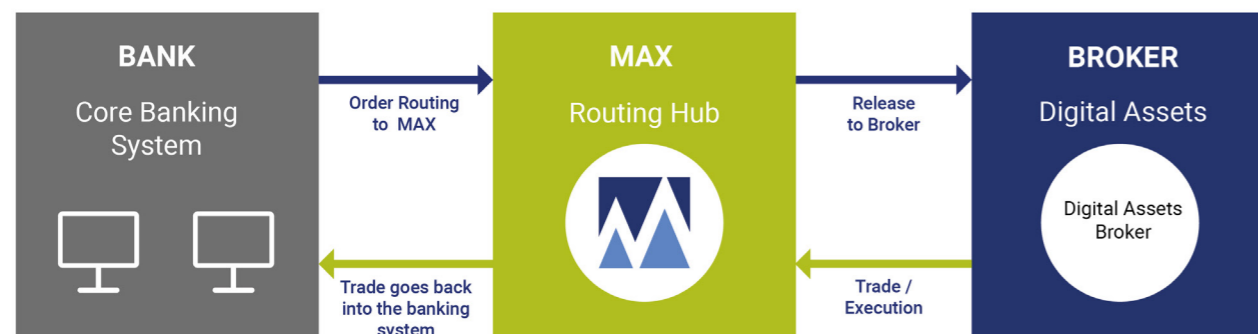 BANK
Core Banking
System
Order Routing
to MAX
Trade goes back
into the banking
system
MAX
Routing Hub
Release
to Broker
Trade /
Execution
BROKER
Digital Assets
Digital Assets
Broker